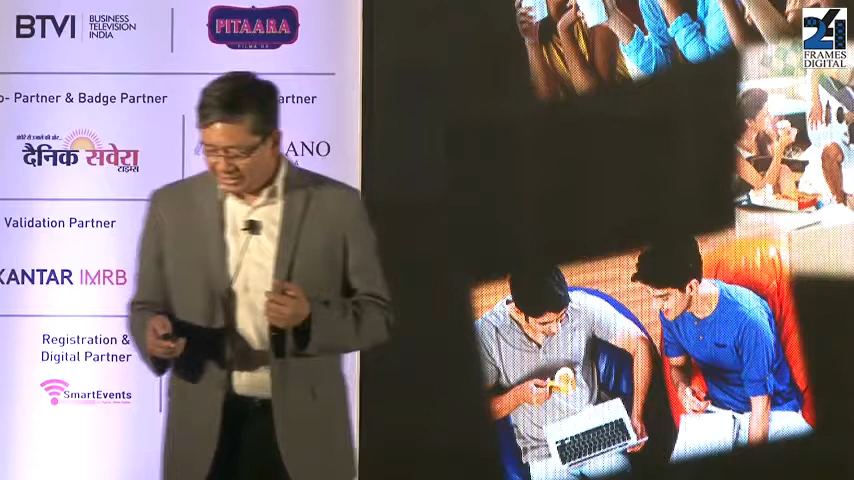 BTVI
BUSINESS
TELEVISION
INDIA
PITAARA
24
FRAMES
DIGITAL
Partner & Badge Partner
artner
दैनिक सवेरा
टाइम्स
ANO
Validation Partner
KANTAR IMRB
Registration &
Digital Partner
SmartEvents